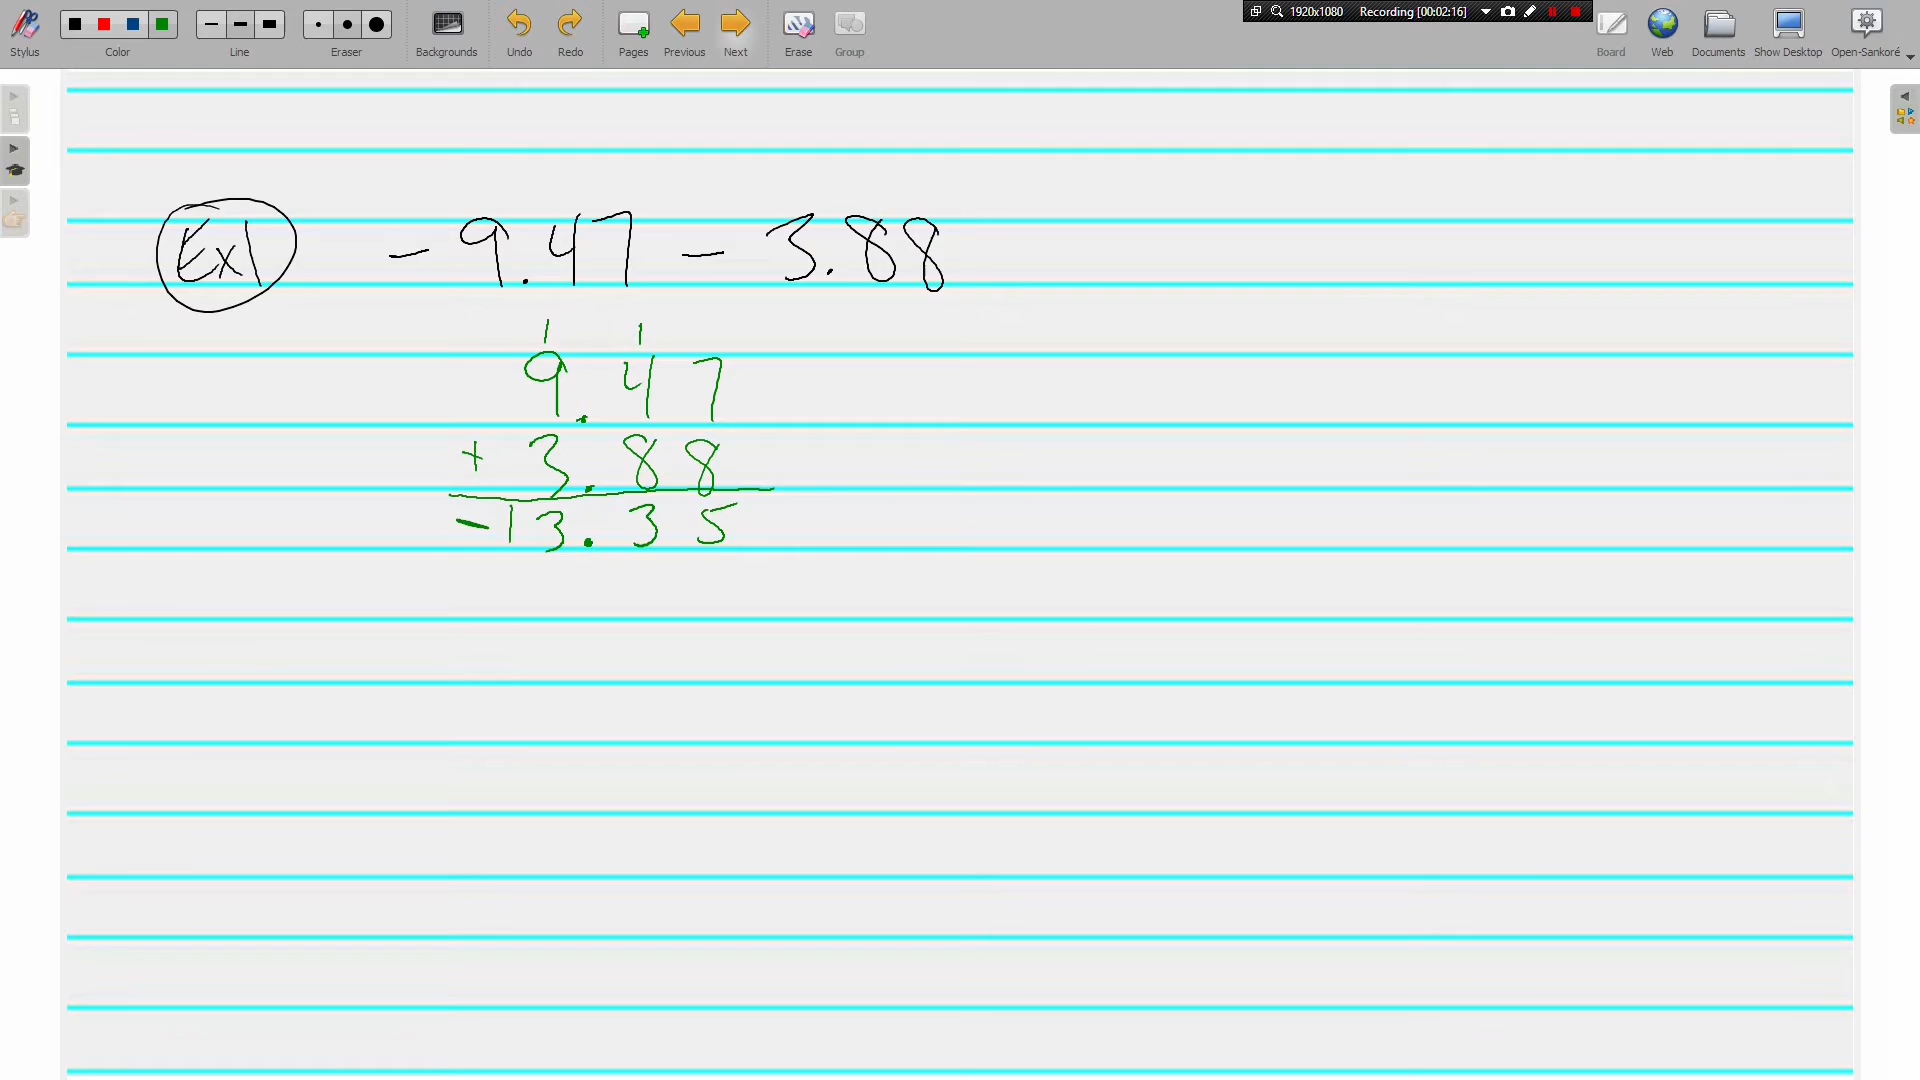 1920x1080 Recording [00:02:16]
Stylus Color Line Eraser Backgrounds Undo Redo Pages Previous Next Erase Group Board Web Documents Show Desktop Open-Sankoré
Ex1 - 9.47 - 3.88
1 1
9.47
+ 3.88
-13.35